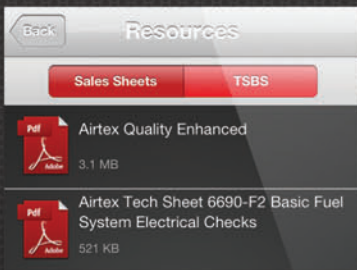 Back Resources
Sales Sheets TSBS
Pdf Airtex Quality Enhanced
Adobe 3.1 MB
Pdf Airtex Tech Sheet 6690-F2 Basic Fuel
System Electrical Checks
Adobe 521 KB